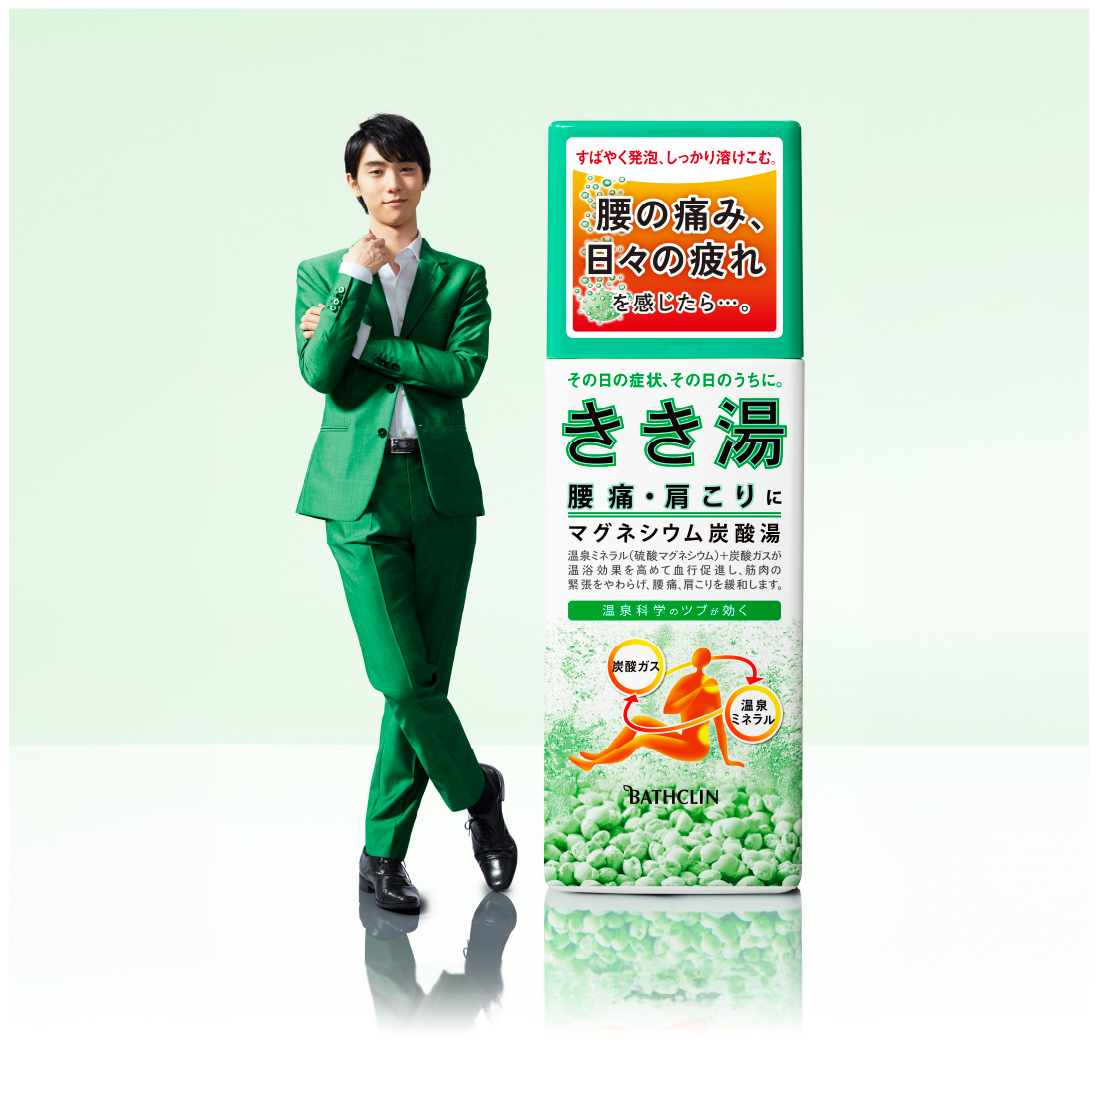 すばやく発泡、しっかり溶けこむ。
腰の痛み、
日々の疲れ
を感じたら…。
その日の症状、その日のうちに。
きき湯
腰痛・肩こりに
マグネシウム炭酸湯
温泉ミネラル(硫酸マグネシウム)+炭酸ガスが
温浴効果を高めて血行促進し、筋肉の
緊張をやわらげ、腰痛、肩こりを緩和します。
温泉科学のツブが効く
炭酸ガス
温泉
ミネラル
BATHCLIN